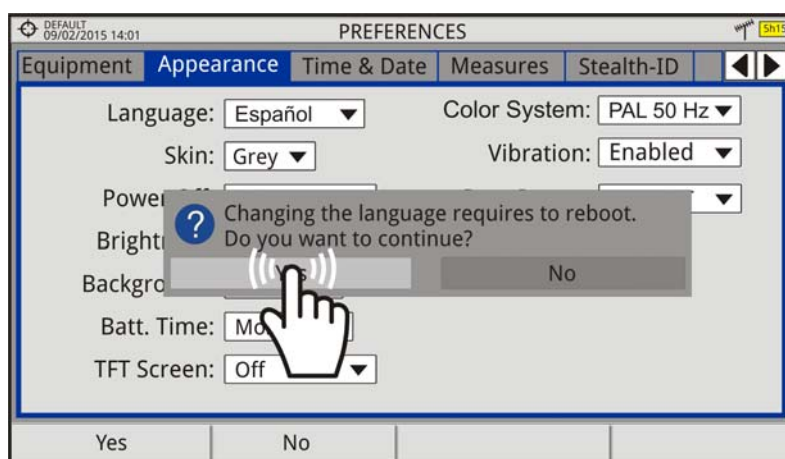 DEFAULT
09/02/2015 14:01
PREFERENCES
5h15
Equipment Appearance Time & Date Measures Stealth-ID
Language: Español
Color System: PAL 50 Hz
Skin: Grey
Vibration: Enabled
Changing the language requires to reboot.
Do you want to continue?
Yes No
Batt. Time:
TFT Screen: Off
Yes No